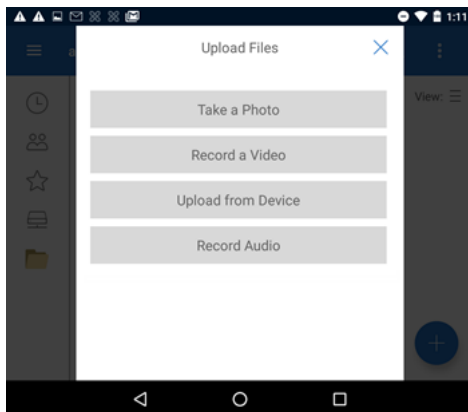 1:11
Upload Files
View:
Take a Photo
Record a Video
Upload from Device
Record Audio